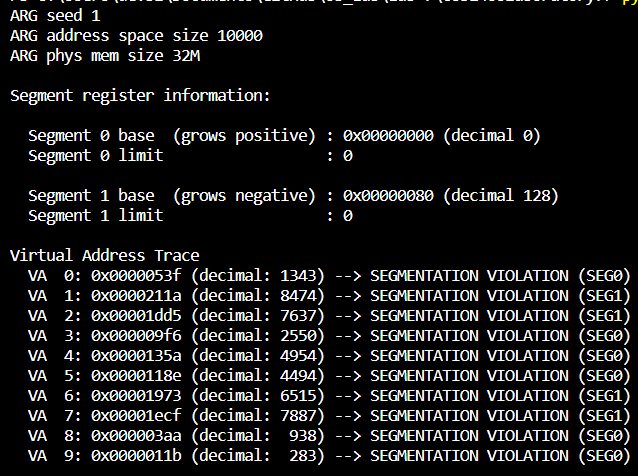 ARG seed 1
ARG address space size 10000
ARG phys mem size 32M
Segment register information:
Segment 0 base  (grows positive) : 0x00000000 (decimal 0)
Segment 0 limit                  : 0
Segment 1 base  (grows negative) : 0x00000080 (decimal 128)
Segment 1 limit                  : 0
Virtual Address Trace
VA  0: 0x0000053f (decimal: 1343) --> SEGMENTATION VIOLATION (SEG0)
VA  1: 0x0000211a (decimal: 8474) --> SEGMENTATION VIOLATION (SEG1)
VA  2: 0x00001dd5 (decimal: 7637) --> SEGMENTATION VIOLATION (SEG1)
VA  3: 0x000009f6 (decimal: 2550) --> SEGMENTATION VIOLATION (SEG0)
VA  4: 0x0000135a (decimal: 4954) --> SEGMENTATION VIOLATION (SEG0)
VA  5: 0x0000118e (decimal: 4494) --> SEGMENTATION VIOLATION (SEG0)
VA  6: 0x00001973 (decimal: 6515) --> SEGMENTATION VIOLATION (SEG1)
VA  7: 0x00001ecf (decimal: 7887) --> SEGMENTATION VIOLATION (SEG1)
VA  8: 0x000003aa (decimal:  938) --> SEGMENTATION VIOLATION (SEG0)
VA  9: 0x0000011b (decimal:  283) --> SEGMENTATION VIOLATION (SEG0)